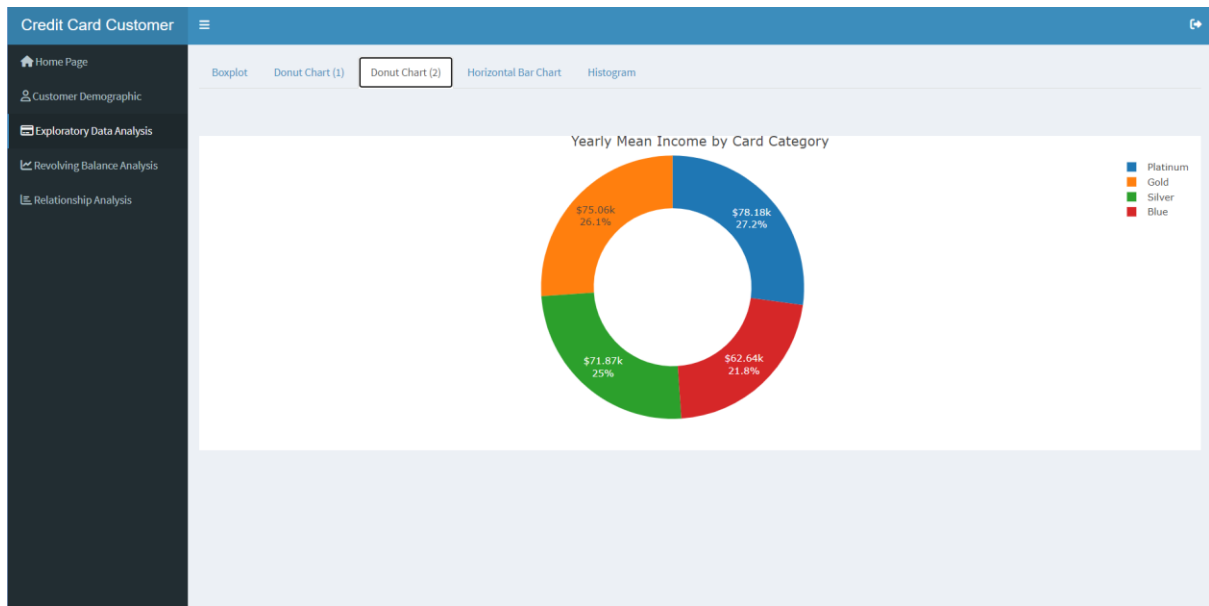 Credit Card Customer
Home Page
Customer Demographic
Exploratory Data Analysis
Revolving Balance Analysis
Relationship Analysis
Boxplot
Donut Chart (1)
Donut Chart (2)
Horizontal Bar Chart
Histogram
Yearly Mean Income by Card Category
$75.06k
26.1%
$78.18k
27.2%
$71.87k
25%
$62.64k
21.8%
Platinum
Gold
Silver
Blue